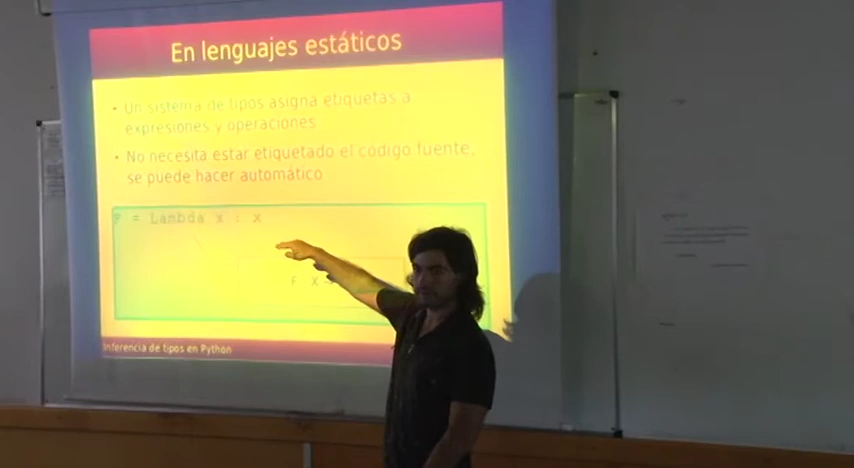 En lenguajes estáticos
• Un sistema de tipos asigna etiquetas a
expresiones y operaciones
• No necesita estar etiquetado el código fuente,
se puede hacer automático
F = Lambda x : x
F X
Inferencia de tipos en Python